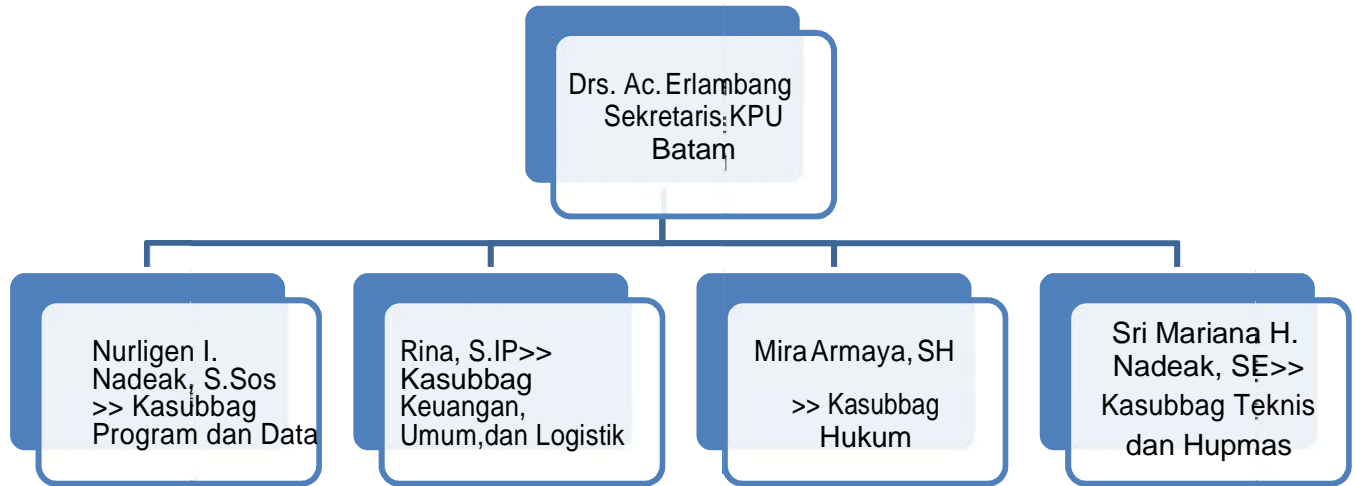 Drs. Ac. Erlambang
Sekretaris KPU
Batam
Nurligen I.
Nadeak, S.Sos
>> Kasubbag
Program dan Data
Rina, S.IP>>
Kasubbag
Keuangan,
Umum,dan Logistik
Mira Armaya, SH
>> Kasubbag
Hukum
Sri Mariana H.
Nadeak, SE>>
Kasubbag Teknis
dan Hupmas